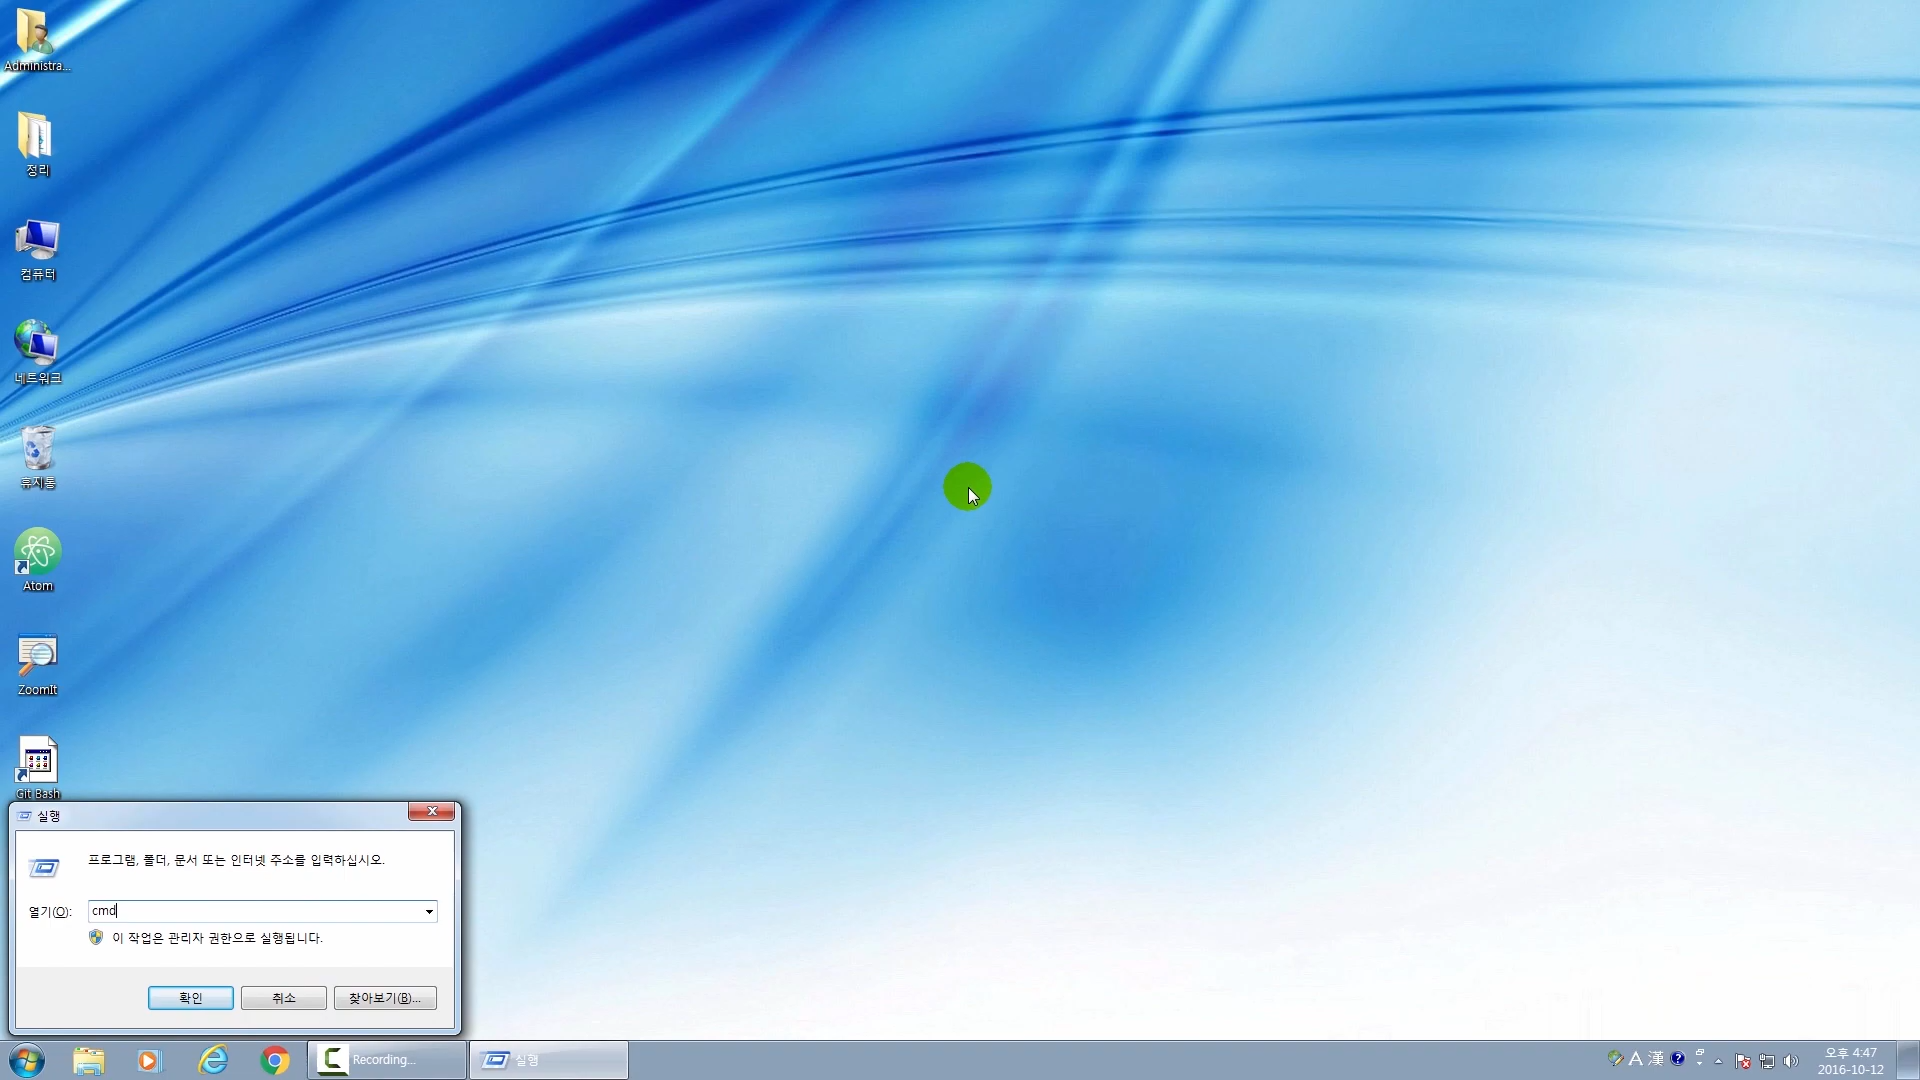 Administra...
정리
컴퓨터
네트워크
휴지통
Atom
ZoomIt
Git Bash
실행
프로그램, 폴더, 문서 또는 인터넷 주소를 입력하십시오.
열기(O): cmd
이 작업은 관리자 권한으로 실행됩니다.
확인 취소 찾아보기(B)...
Recording... 실행
A 漢
오후 4:47
2016-10-12